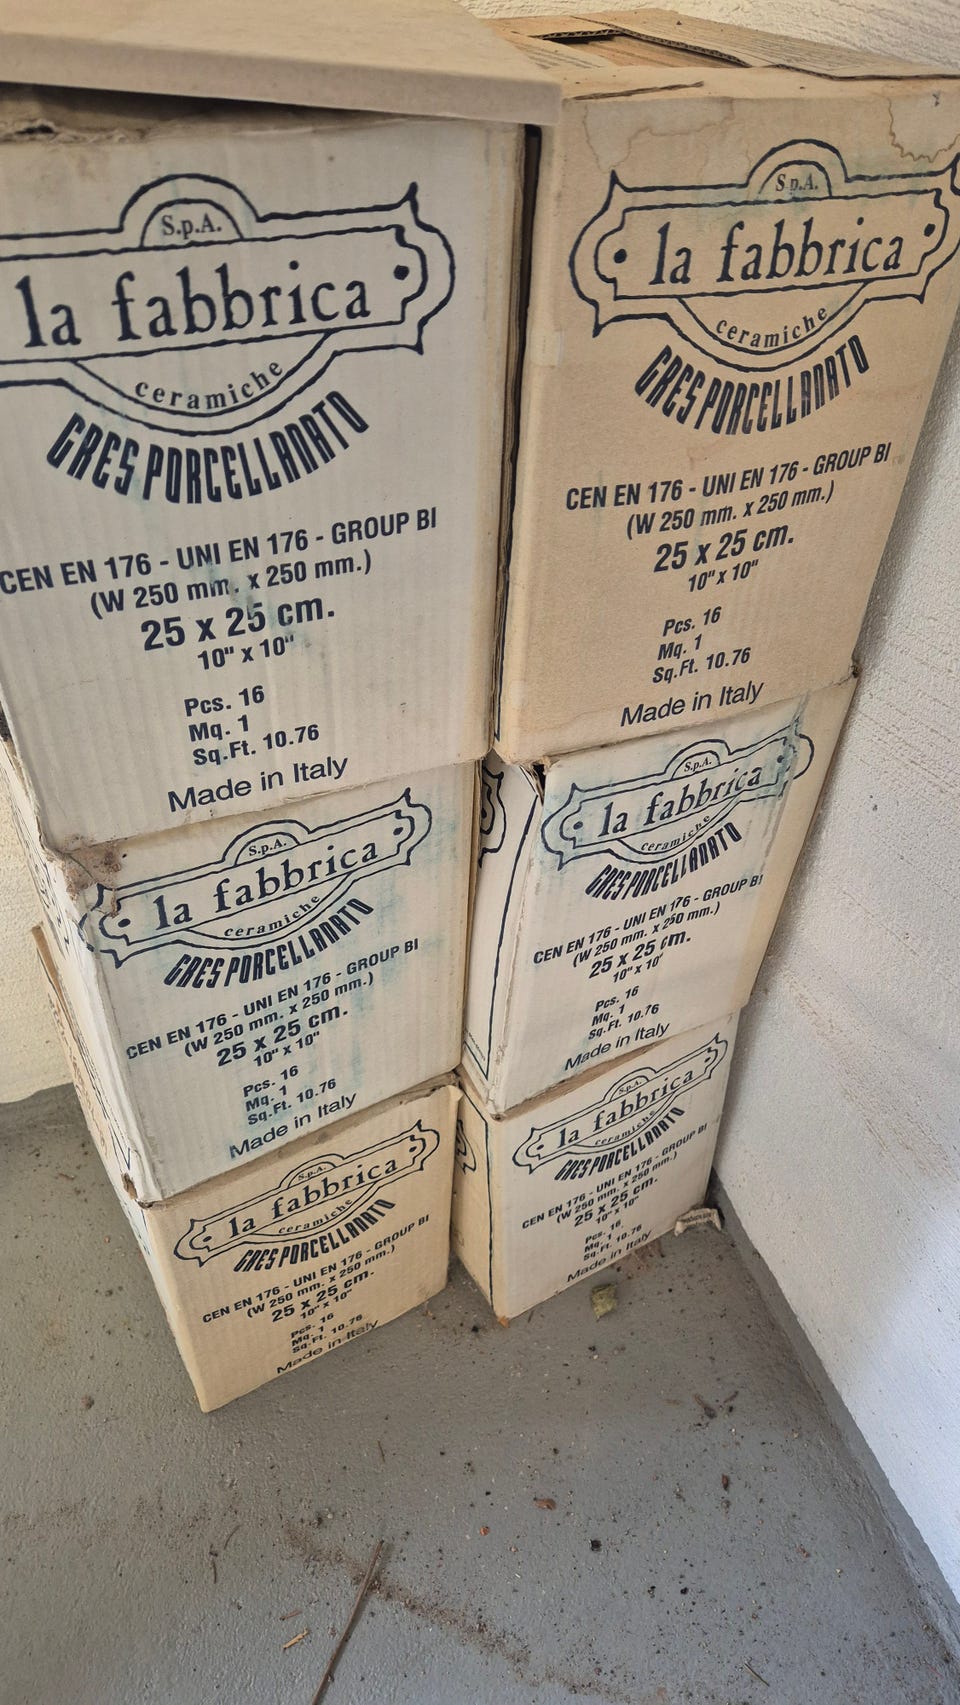 S.p.A.
la fabbrica
ceramiche
GRES PORCELLANATO
CEN EN 176 - UNI EN 176 - GROUP BI
(W 250 mm. x 250 mm.)
25 x 25 cm.
10" x 10"
Pcs. 16
Mq. 1
Sq.Ft. 10.76
Made in Italy
S.p.A.
la fabbrica
ceramiche
GRES PORCELLANATO
CEN EN 176 - UNI EN 176 - GROUP BI
(W 250 mm. x 250 mm.)
25 x 25 cm.
10" x 10"
Pcs. 16
Mq. 1
Sq.Ft. 10.76
Made in Italy
S.p.A.
la fabbrica
ceramiche
GRES PORCELLANATO
CEN EN 176 - UNI EN 176 - GROUP BI
(W 250 mm. x 250 mm.)
25 x 25 cm.
10" x 10"
Pcs. 16
Mq. 1
Sq.Ft. 10.76
Made in Italy
S.p.A.
la fabbrica
ceramiche
GRES PORCELLANATO
CEN EN 176 - UNI EN 176 - GROUP BI
(W 250 mm. x 250 mm.)
25 x 25 cm.
10" x 10"
Pcs. 16
Mq. 1
Sq.Ft. 10.76
Made in Italy
S.p.A.
la fabbrica
ceramiche
GRES PORCELLANATO
CEN EN 176 - UNI EN 176 - GROUP BI
(W 250 mm. x 250 mm.)
25 x 25 cm.
10" x 10"
Pcs. 16
Mq. 1
Sq.Ft. 10.76
Made in Italy
S.p.A.
la fabbrica
ceramiche
GRES PORCELLANATO
CEN EN 176 - UNI EN 176 - GROUP BI
(W 250 mm. x 250 mm.)
25 x 25 cm.
10" x 10"
Pcs. 16
Mq. 1
Sq.Ft. 10.76
Made in Italy